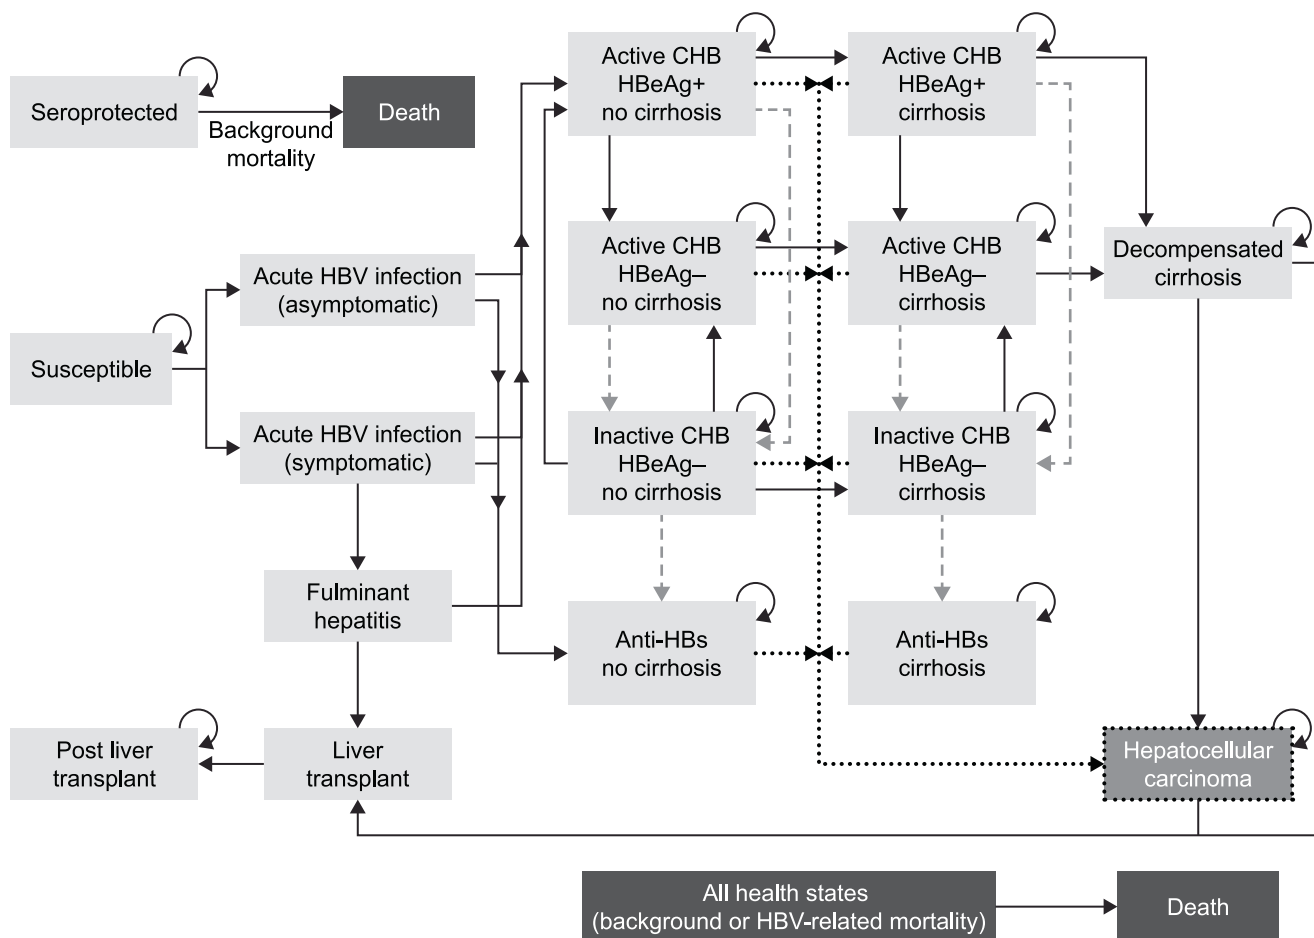 Seroprotected
Background
mortality
Death
Susceptible
Acute HBV infection
(asymptomatic)
Acute HBV infection
(symptomatic)
Fulminant
hepatitis
Liver
transplant
Post liver
transplant
Active CHB
HBeAg+
no cirrhosis
Active CHB
HBeAg+
cirrhosis
Active CHB
HBeAg–
no cirrhosis
Active CHB
HBeAg–
cirrhosis
Decompensated
cirrhosis
Inactive CHB
HBeAg–
no cirrhosis
Inactive CHB
HBeAg–
cirrhosis
Anti-HBs
no cirrhosis
Anti-HBs
cirrhosis
Hepatocellular
carcinoma
All health states
(background or HBV-related mortality)
Death